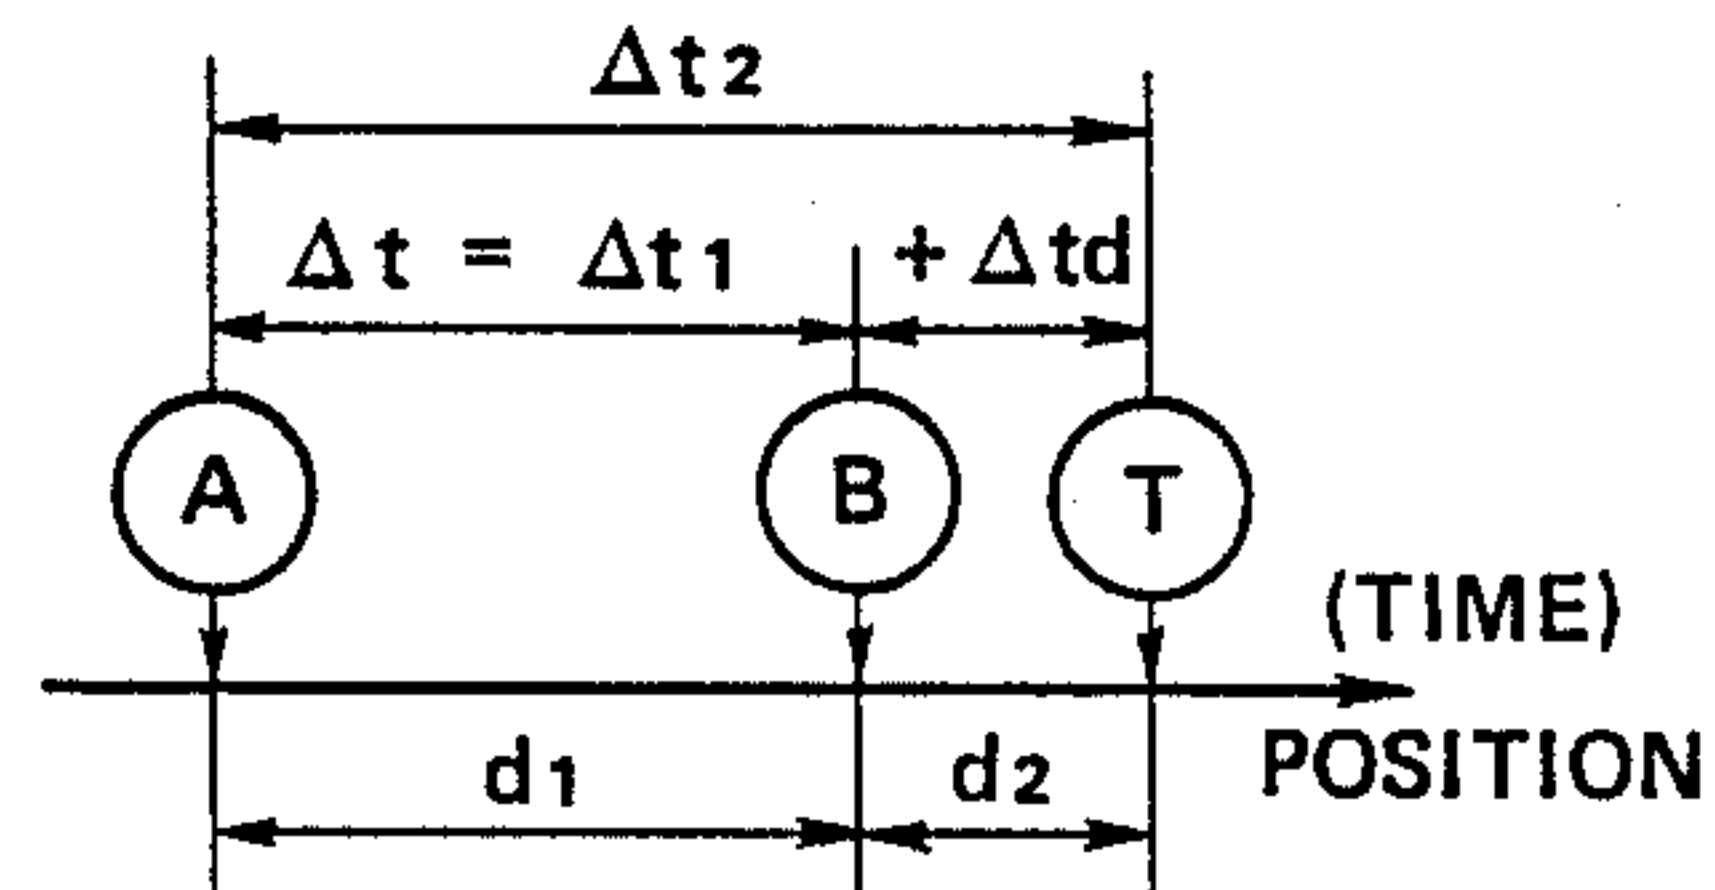 Δt2
Δt = Δt1 + Δtd
A B T
(TIME)
POSITION
d1 d2